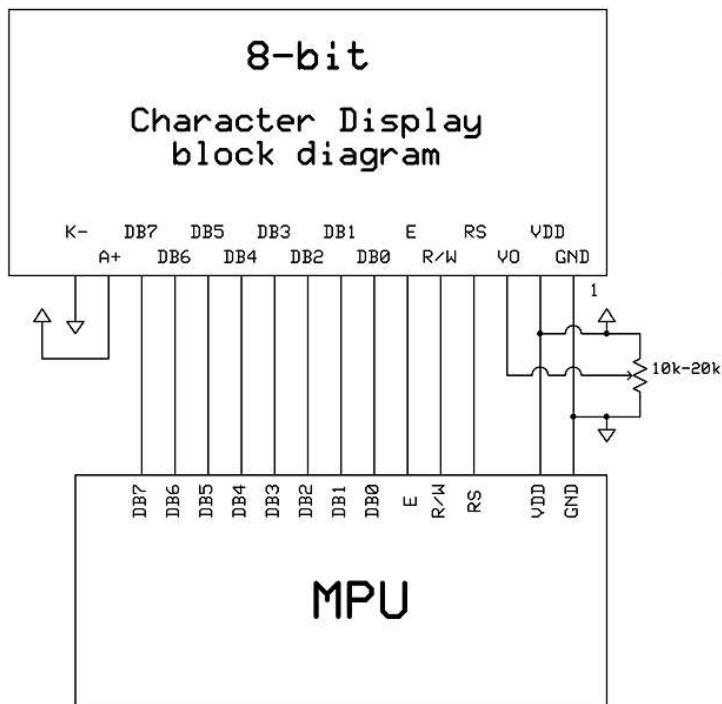 8-bit
Character Display
block diagram
K- DB7 DB5 DB3 DB1 E RS VDD
A+ DB6 DB4 DB2 DB0 R/W VO GND
1
10k-20k
DB7 DB6 DB5 DB4 DB3 DB2 DB1 DB0 E R/W RS VDD GND
MPU